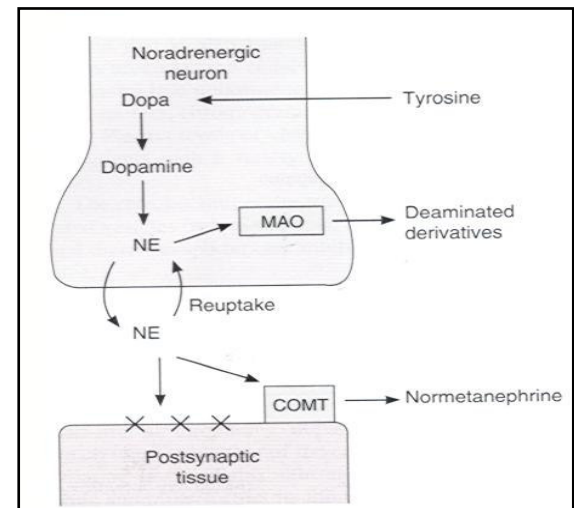 Noradrenergic
neuron
Dopa
Tyrosine
Dopamine
NE
MAO
Deaminated
derivatives
Reuptake
NE
COMT
Normetanephrine
Postsynaptic
tissue